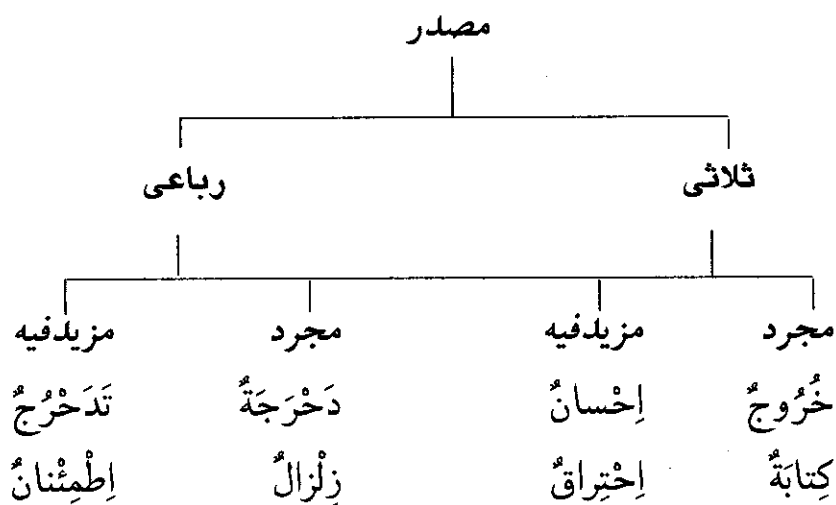 مصدر
ثلاثی رباعی
مجرد مزیدفیه مجرد مزیدفیه
خُرُوجٌ اِحْسانٌ دَحْرَجَةٌ تَدَحْرُجٌ
كِتابَةٌ اِحْتِراقٌ زِلْزالٌ اِطْمِئْنانٌ